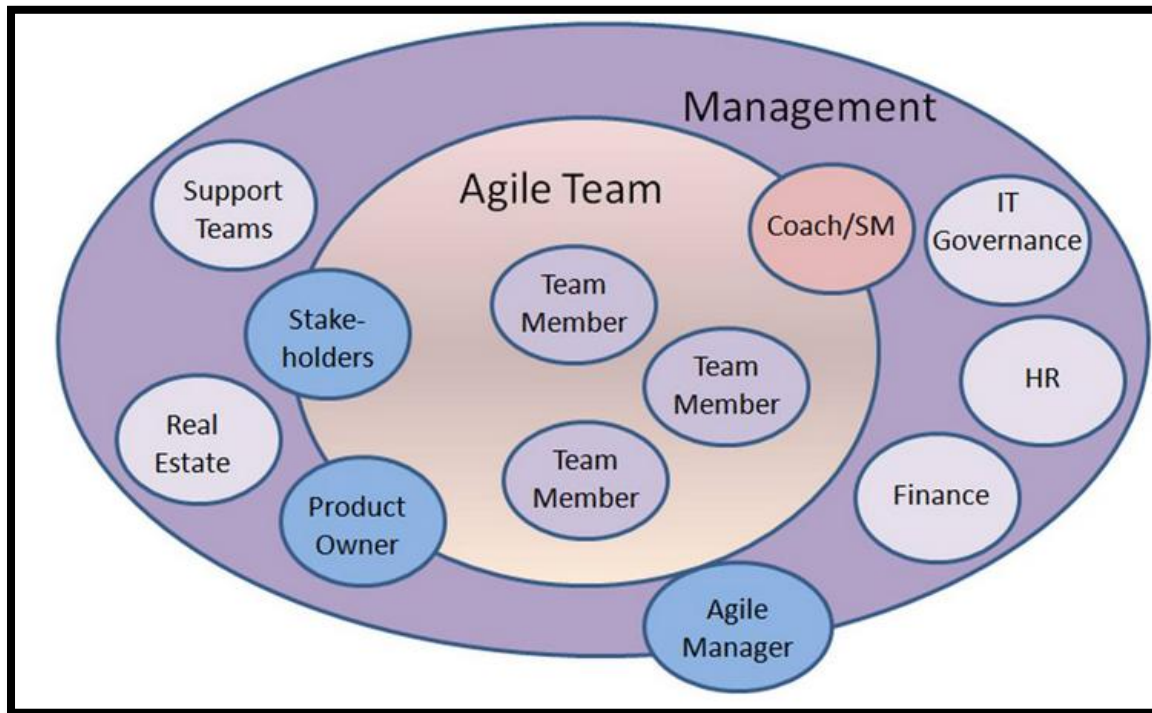 Management
Agile Team
Support
Teams
Coach/SM
IT
Governance
Team
Member
Stake-
holders
Team
Member
HR
Real
Estate
Team
Member
Finance
Product
Owner
Agile
Manager